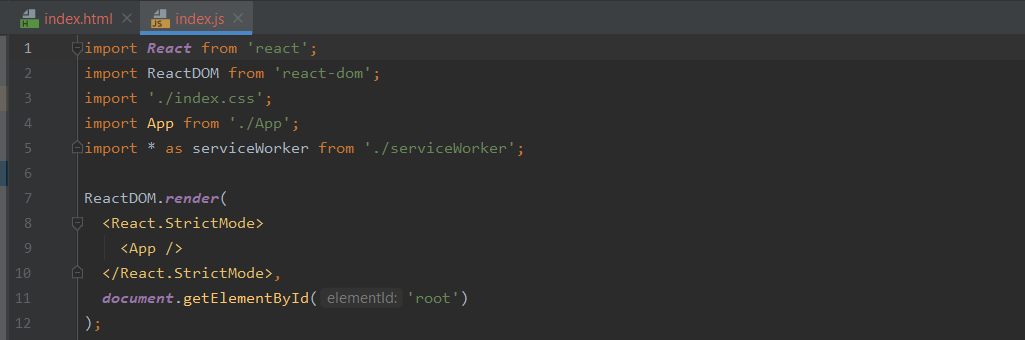 index.html index.js
1 import React from 'react';
2 import ReactDOM from 'react-dom';
3 import './index.css';
4 import App from './App';
5 import * as serviceWorker from './serviceWorker';
6
7 ReactDOM.render(
8   <React.StrictMode>
9     <App />
10   </React.StrictMode>,
11   document.getElementById( elementId: 'root')
12 );